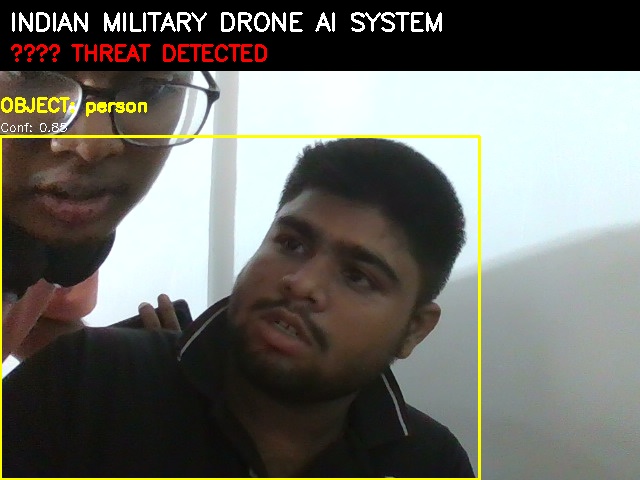 INDIAN MILITARY DRONE AI SYSTEM
???? THREAT DETECTED
OBJECT: person
Conf: 0.85